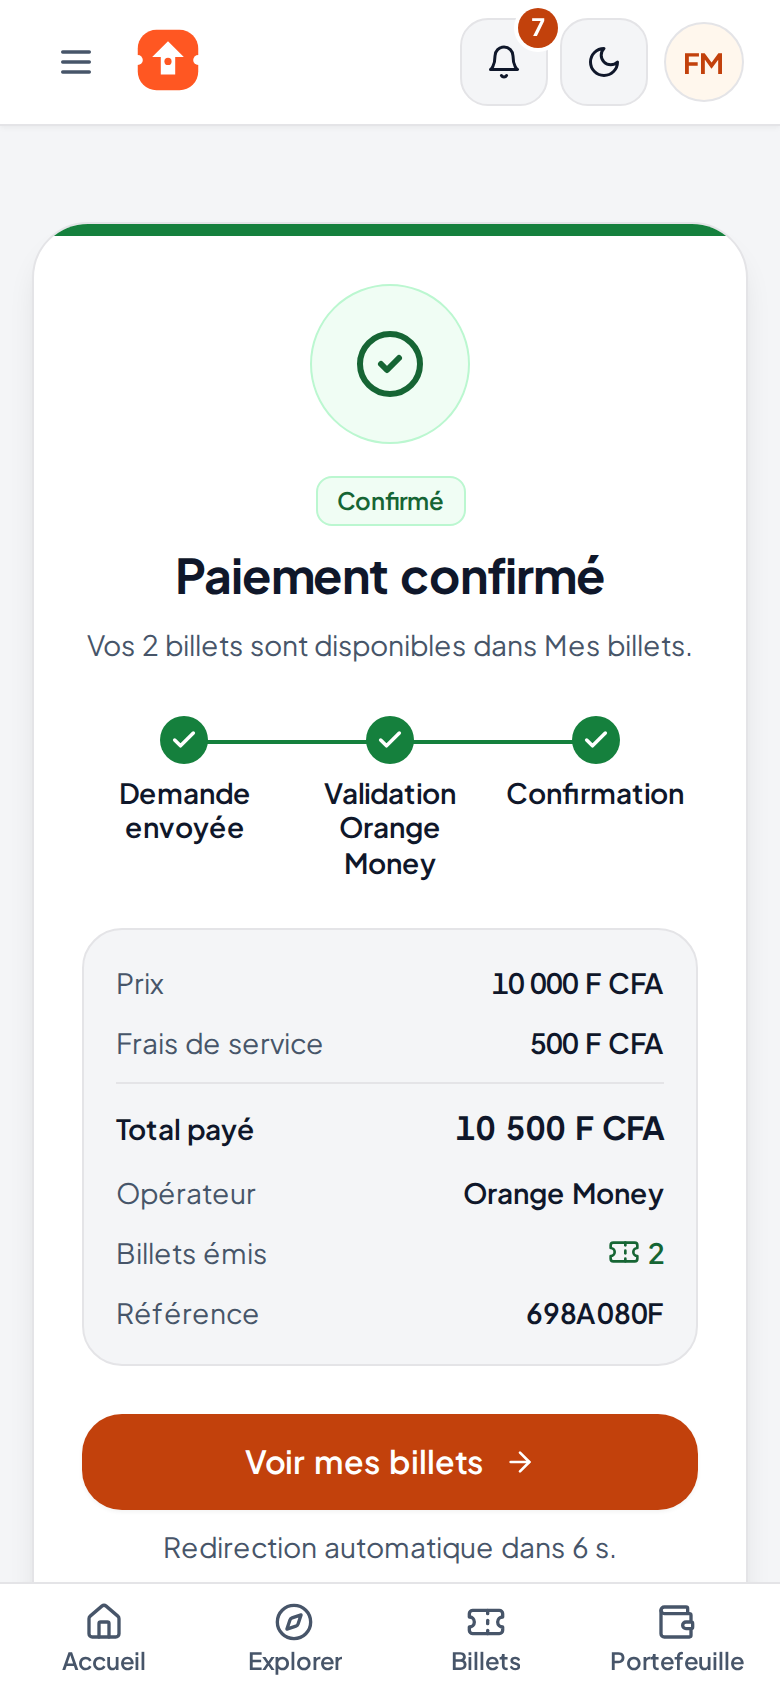 7
FM
Confirmé
Paiement confirmé
Vos 2 billets sont disponibles dans Mes billets.
Demande
envoyée
Validation
Orange
Money
Confirmation
Prix 10 000 F CFA
Frais de service 500 F CFA
Total payé 10 500 F CFA
Opérateur Orange Money
Billets émis 2
Référence 698A080F
Voir mes billets →
Redirection automatique dans 6 s.
Accueil Explorer Billets Portefeuille